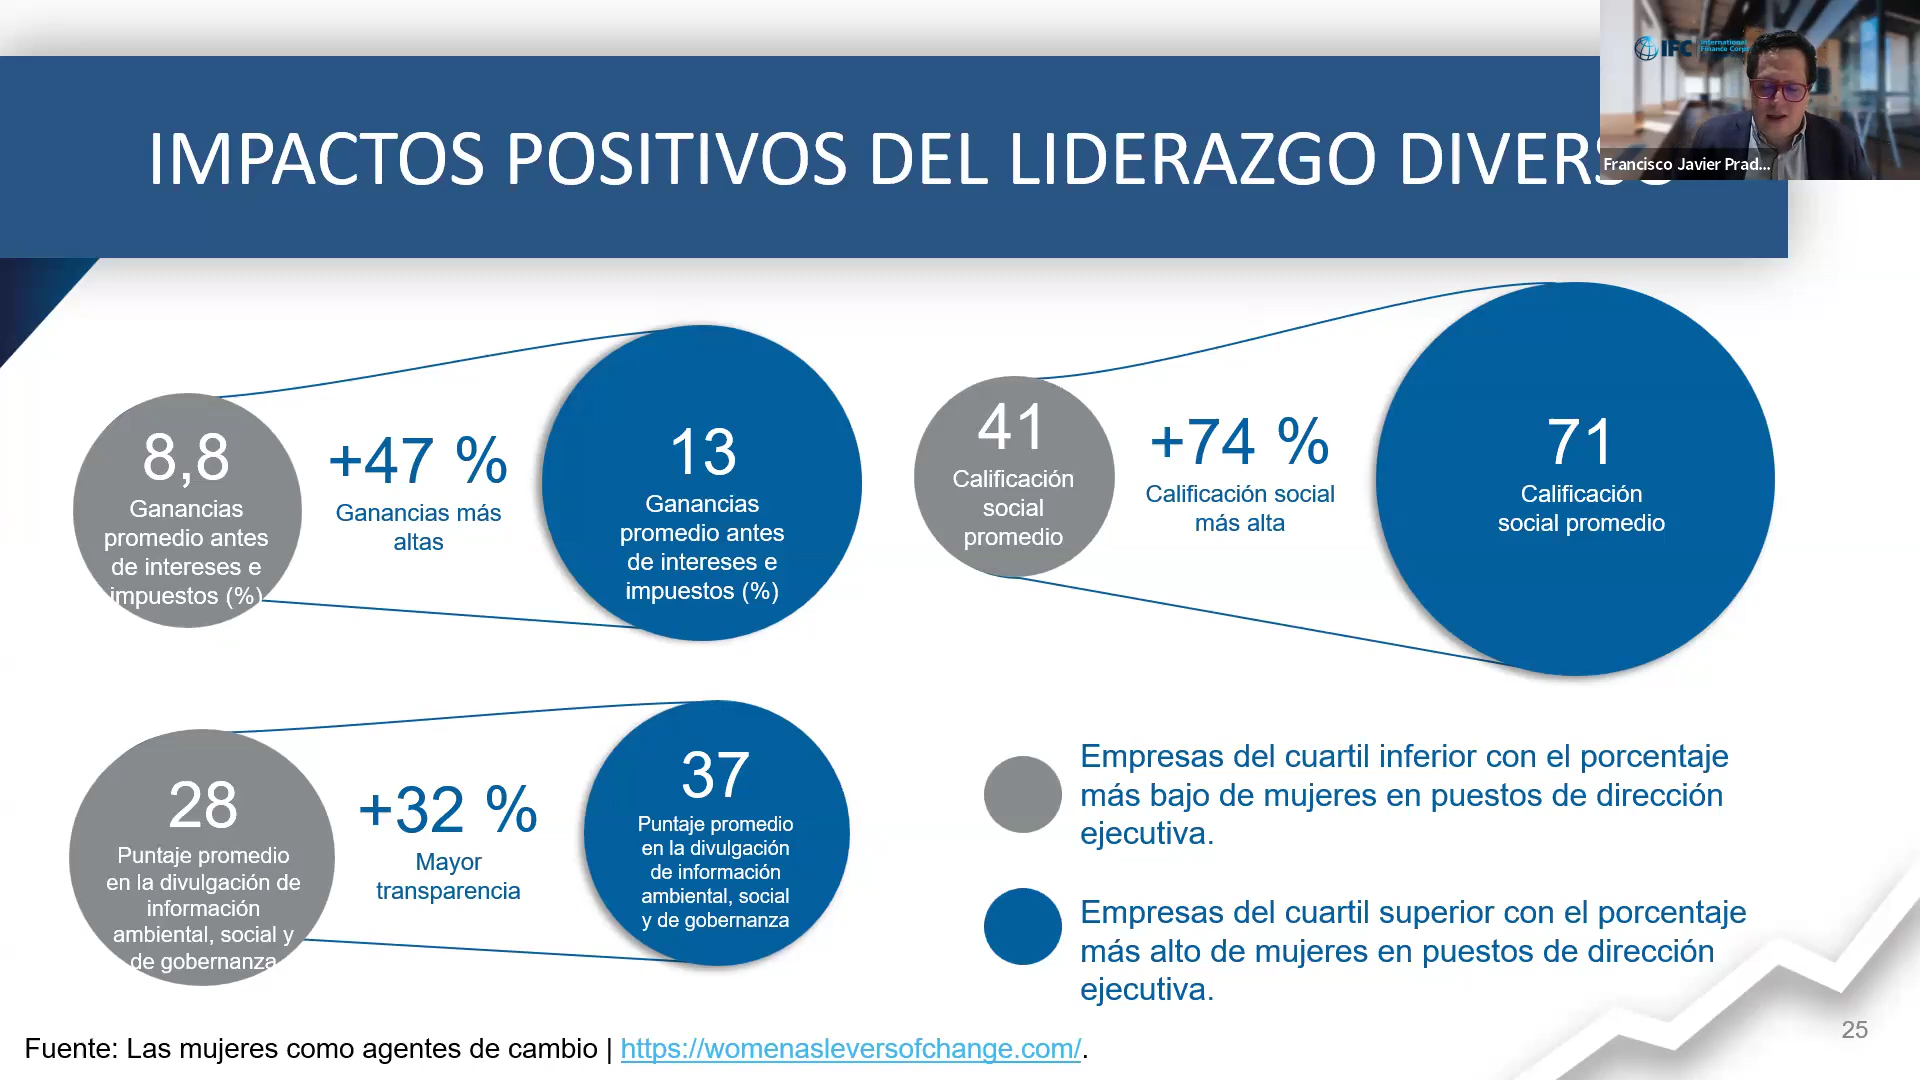 IFC International
Finance Corp
Francisco Javier Prad...
IMPACTOS POSITIVOS DEL LIDERAZGO DIVERSO
8,8
Ganancias
promedio antes
de intereses e
impuestos (%)
+47 %
Ganancias más
altas
13
Ganancias
promedio antes
de intereses e
impuestos (%)
41
Calificación
social
promedio
+74 %
Calificación social
más alta
71
Calificación
social promedio
28
Puntaje promedio
en la divulgación de
información
ambiental, social y
de gobernanza
+32 %
Mayor
transparencia
37
Puntaje promedio
en la divulgación
de información
ambiental, social
y de gobernanza
Empresas del cuartil inferior con el porcentaje
más bajo de mujeres en puestos de dirección
ejecutiva.
Empresas del cuartil superior con el porcentaje
más alto de mujeres en puestos de dirección
ejecutiva.
Fuente: Las mujeres como agentes de cambio | https://womenasleversofchange.com/.
25